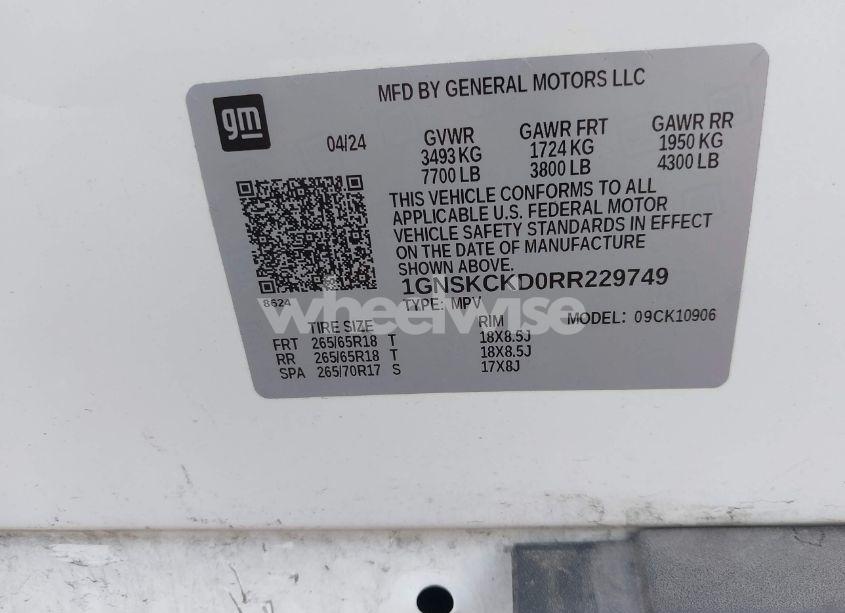 MFD BY GENERAL MOTORS LLC
gm
04/24 GVWR GAWR FRT GAWR RR
3493 KG 1724 KG 1950 KG
7700 LB 3800 LB 4300 LB
THIS VEHICLE CONFORMS TO ALL
APPLICABLE U.S. FEDERAL MOTOR
VEHICLE SAFETY STANDARDS IN EFFECT
ON THE DATE OF MANUFACTURE
SHOWN ABOVE.
1GNSKCKD0RR229749
8624 TYPE: MPV MODEL: 09CK10906
wheelwise
TIRE SIZE RIM
FRT 265/65R18 T 18X8.5J
RR 265/65R18 T 18X8.5J
SPA 265/70R17 S 17X8J